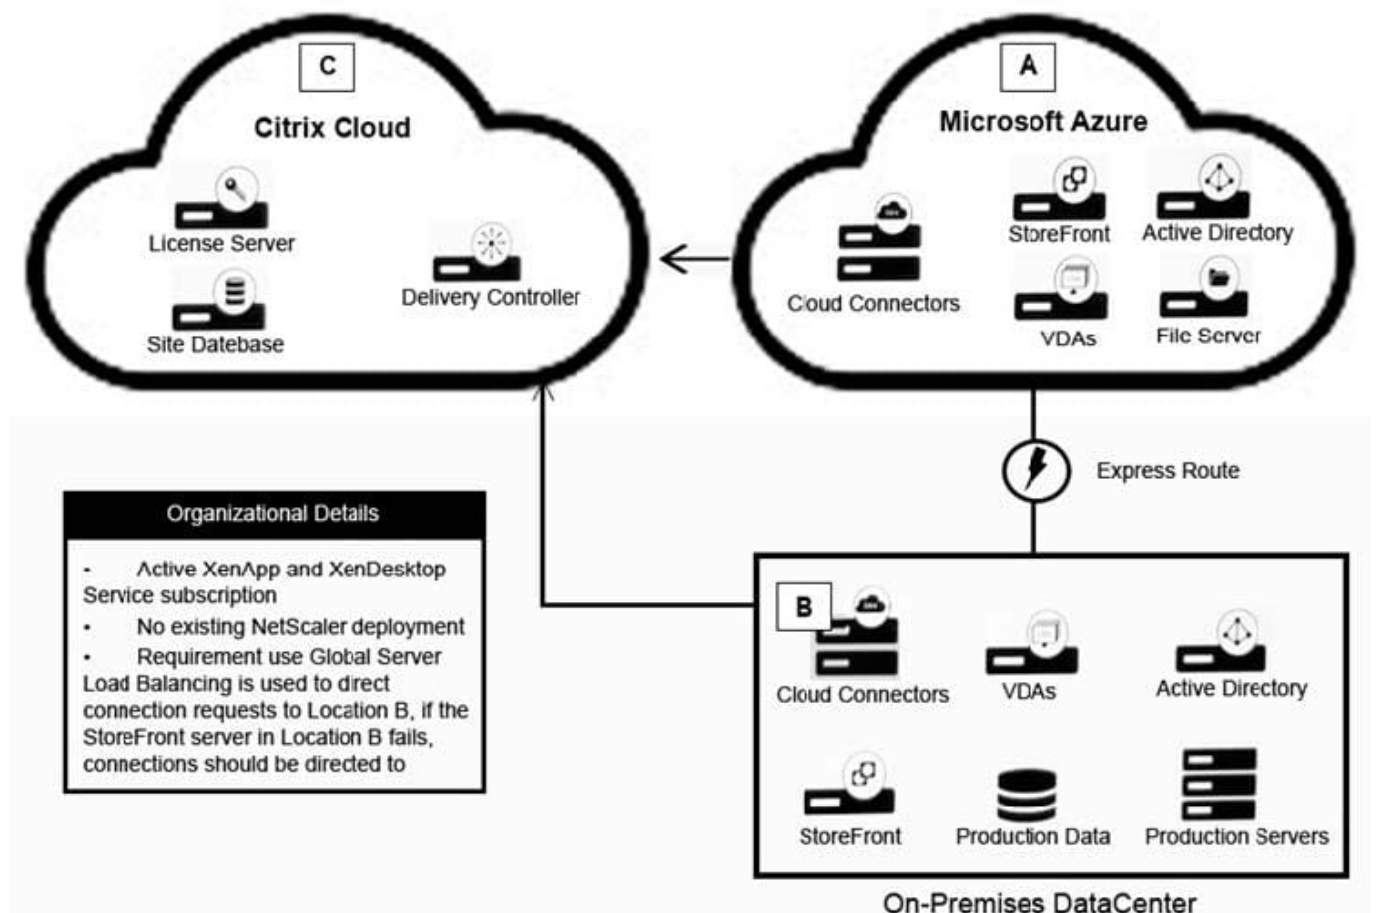 C
Citrix Cloud
License Server
Delivery Controller
Site Datebase
A
Microsoft Azure
StoreFront
Active Directory
Cloud Connectors
VDAs
File Server
Express Route
Organizational Details
- Active XenApp and XenDesktop
Service subscription
• No existing NetScaler deployment
• Requirement use Global Server
Load Balancing is used to direct
connection requests to Location B, if the
StoreFront server in Location B fails,
connections should be directed to
B
Cloud Connectors
VDAs
Active Directory
StoreFront
Production Data
Production Servers
On-Premises DataCenter